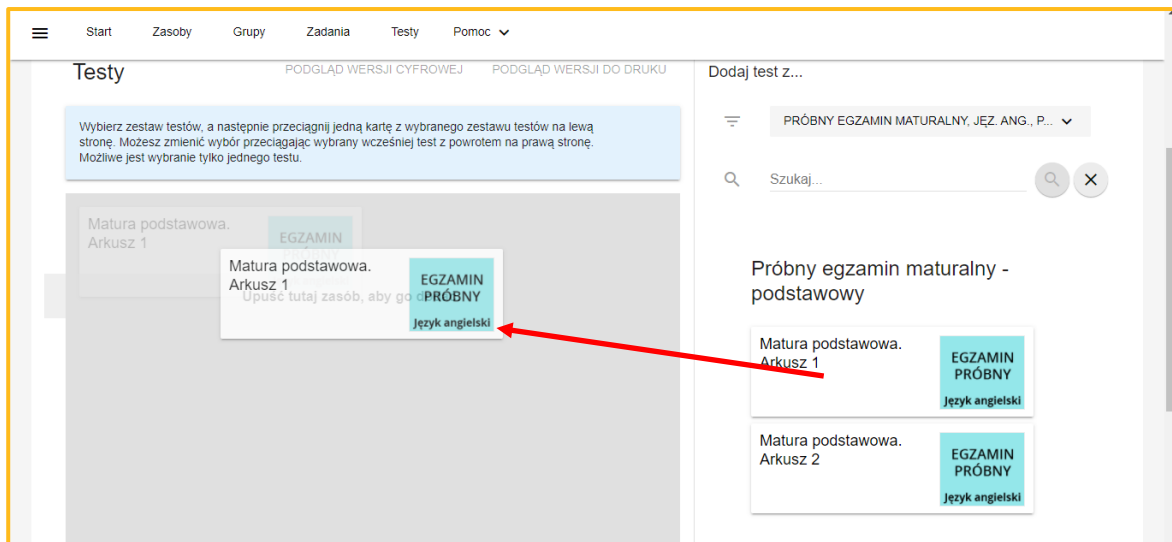 Start Zasoby Grupy Zadania Testy Pomoc
Testy
PODGLĄD WERSJI CYFROWEJ PODGLĄD WERSJI DO DRUKU
Wybierz zestaw testów, a następnie przeciągnij jedną kartę z wybranego zestawu testów na lewą
stronę. Możesz zmienić wybór przeciągając wybrany wcześniej test z powrotem na prawą stronę.
Możliwe jest wybranie tylko jednego testu.
Matura podstawowa.
Arkusz 1
EGZAMIN
Matura podstawowa.
Arkusz 1
EGZAMIN
PRÓBNY
Język angielski
Upuść tutaj zasób, aby go
Dodaj test z...
PRÓBNY EGZAMIN MATURALNY, JĘZ. ANG., P...
Szukaj...
Próbny egzamin maturalny -
podstawowy
Matura podstawowa.
Arkusz 1
EGZAMIN
PRÓBNY
Język angielski
Matura podstawowa.
Arkusz 2
EGZAMIN
PRÓBNY
Język angielski